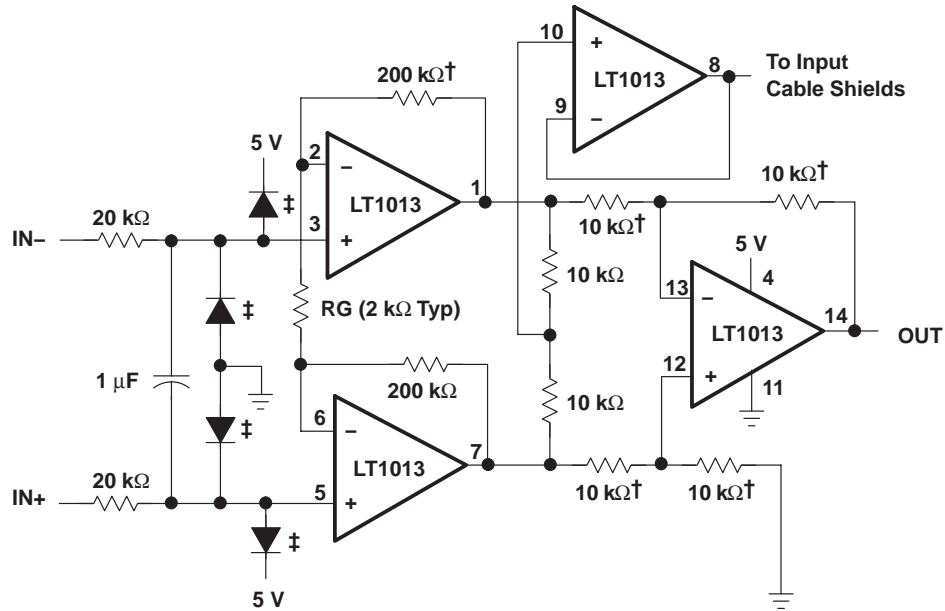 10
+
LT1013
8
To Input
Cable Shields
9
−
200 kΩ†
5 V
2
−
‡
LT1013
1
3
+
10 kΩ†
10 kΩ†
20 kΩ
IN−
10 kΩ
5 V
4
13
−
14
LT1013
OUT
‡
RG (2 kΩ Typ)
12
+
11
1 μF
200 kΩ
10 kΩ
‡
6
−
LT1013
7
20 kΩ
IN+
5
+
10 kΩ†
10 kΩ†
‡
5 V